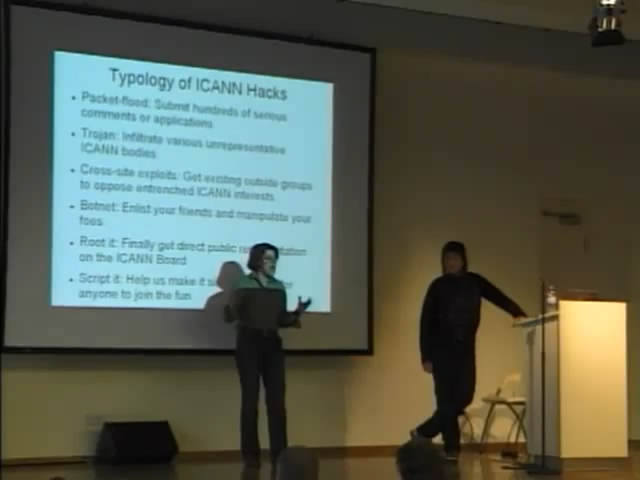 Typology of ICANN Hacks
• Packet-flood: Submit hundreds of serious
comments or applications
• Trojan: Infiltrate various unrepresentative
ICANN bodies
• Cross-site exploits: Get existing outside groups
to oppose entrenched ICANN interests
• Botnet: Enlist your friends and manipulate your
foes
• Root it: Finally get direct public
on the ICANN Board
• Script it: Help us make it
anyone to join the fun